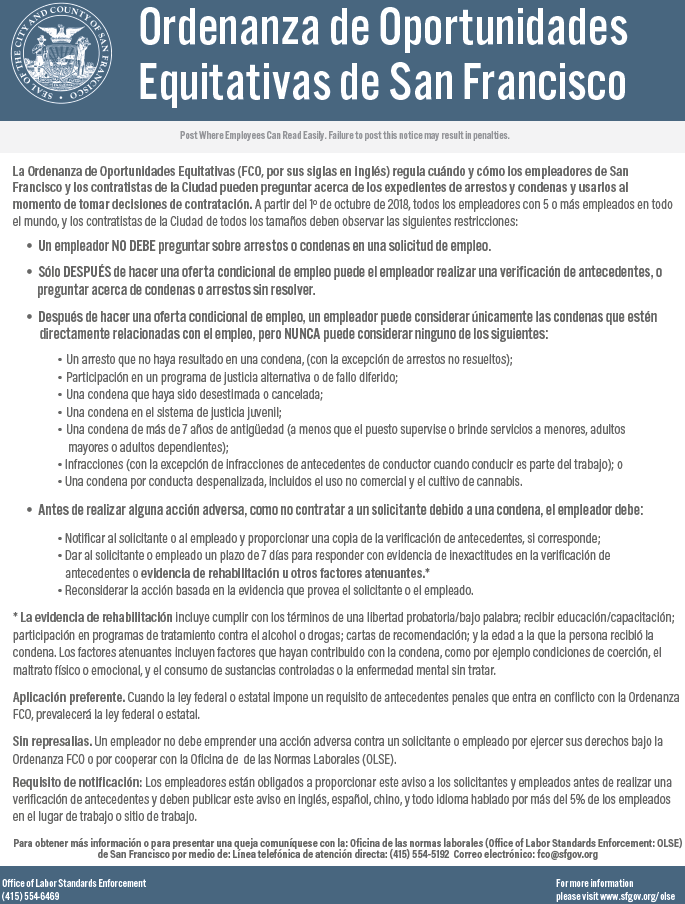 SEAL OF THE CITY AND COUNTY OF SAN FRANCISCO
Ordenanza de Oportunidades
Equitativas de San Francisco
Post Where Employees Can Read Easily. Failure to post this notice may result in penalties.
La Ordenanza de Oportunidades Equitativas (FCO, por sus siglas en inglés) regula cuándo y cómo los empleadores de San
Francisco y los contratistas de la Ciudad pueden preguntar acerca de los expedientes de arrestos y condenas y usarlos al
momento de tomar decisiones de contratación. A partir del 1º de octubre de 2018, todos los empleadores con 5 o más empleados en todo
el mundo, y los contratistas de la Ciudad de todos los tamaños deben observar las siguientes restricciones:
• Un empleador NO DEBE preguntar sobre arrestos o condenas en una solicitud de empleo.
• Sólo DESPUÉS de hacer una oferta condicional de empleo puede el empleador realizar una verificación de antecedentes, o
preguntar acerca de condenas o arrestos sin resolver.
• Después de hacer una oferta condicional de empleo, un empleador puede considerar únicamente las condenas que estén
directamente relacionadas con el empleo, pero NUNCA puede considerar ninguno de los siguientes:
• Un arresto que no haya resultado en una condena, (con la excepción de arrestos no resueltos);
• Participación en un programa de justicia alternativa o de fallo diferido;
• Una condena que haya sido desestimada o cancelada;
• Una condena en el sistema de justicia juvenil;
• Una condena de más de 7 años de antigüedad (a menos que el puesto supervise o brinde servicios a menores, adultos
mayores o adultos dependientes);
• Infracciones (con la excepción de infracciones de antecedentes de conductor cuando conducir es parte del trabajo); o
• Una condena por conducta despenalizada, incluidos el uso no comercial y el cultivo de cannabis.
• Antes de realizar alguna acción adversa, como no contratar a un solicitante debido a una condena, el empleador debe:
• Notificar al solicitante o al empleado y proporcionar una copia de la verificación de antecedentes, si corresponde;
• Dar al solicitante o empleado un plazo de 7 días para responder con evidencia de inexactitudes en la verificación de
antecedentes o evidencia de rehabilitación u otros factores atenuantes.*
• Reconsiderar la acción basada en la evidencia que provea el solicitante o el empleado.
* La evidencia de rehabilitación incluye cumplir con los términos de una libertad probatoria/bajo palabra; recibir educación/capacitación;
participación en programas de tratamiento contra el alcohol o drogas; cartas de recomendación; y la edad a la que la persona recibió la
condena. Los factores atenuantes incluyen factores que hayan contribuido con la condena, como por ejemplo condiciones de coerción, el
maltrato físico o emocional, y el consumo de sustancias controladas o la enfermedad mental sin tratar.
Aplicación preferente. Cuando la ley federal o estatal impone un requisito de antecedentes penales que entra en conflicto con la Ordenanza
FCO, prevalecerá la ley federal o estatal.
Sin represalias. Un empleador no debe emprender una acción adversa contra un solicitante o empleado por ejercer sus derechos bajo la
Ordenanza FCO o por cooperar con la Oficina de de las Normas Laborales (OLSE).
Requisito de notificación: Los empleadores están obligados a proporcionar este aviso a los solicitantes y empleados antes de realizar una
verificación de antecedentes y deben publicar este aviso en inglés, español, chino, y todo idioma hablado por más del 5% de los empleados
en el lugar de trabajo o sitio de trabajo.
Para obtener más información o para presentar una queja comuníquese con la: Oficina de las normas laborales (Office of Labor Standards Enforcement: OLSE)
de San Francisco por medio de: Línea telefónica de atención directa: (415) 554-5192 Correo electrónico: fco@sfgov.org
Office of Labor Standards Enforcement
(415) 554-6469
For more information
please visit www.sfgov.org/olse